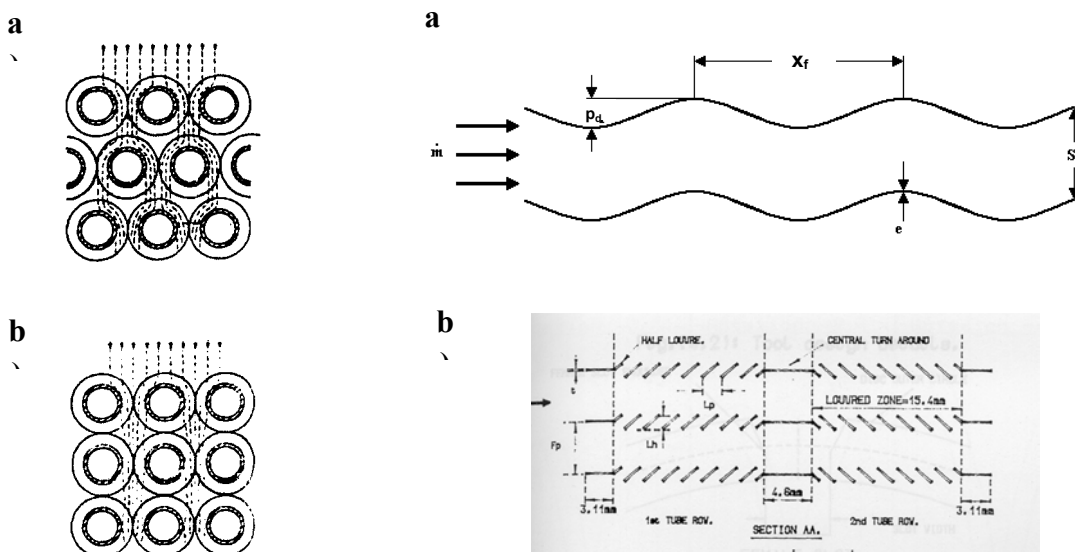 a
、
a
Xf
Pd
ṁ
S
e
b
、
b
、
HALF LOUVRE.
CENTRAL TURN AROUND
t
Lp
LOUVRED ZONE=15.4mm
Fp
Lh
4.6mm
3.11mm
3.11mm
1st TUBE ROW.
2nd TUBE ROW.
SECTION AA.